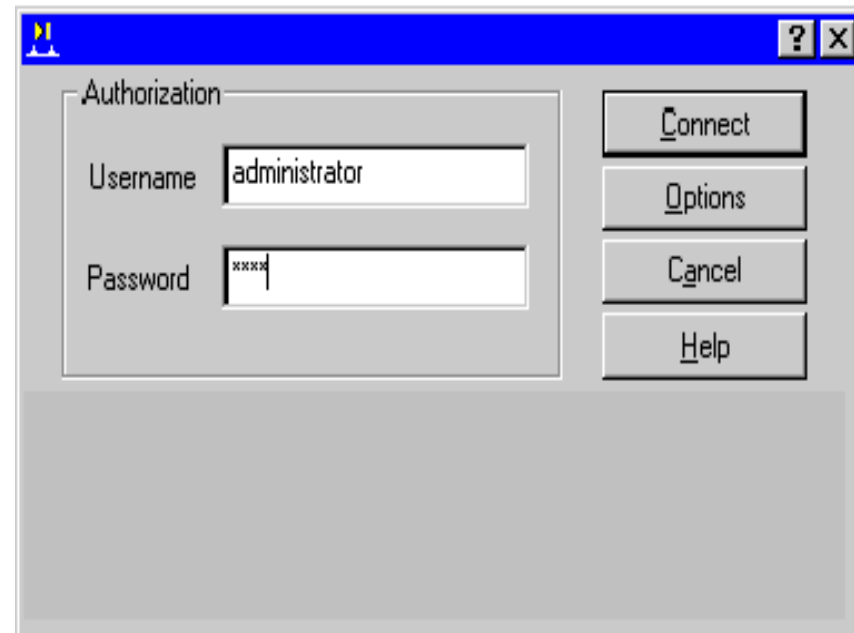 Authorization
Username administrator
Password ****
Connect
Options
Cancel
Help